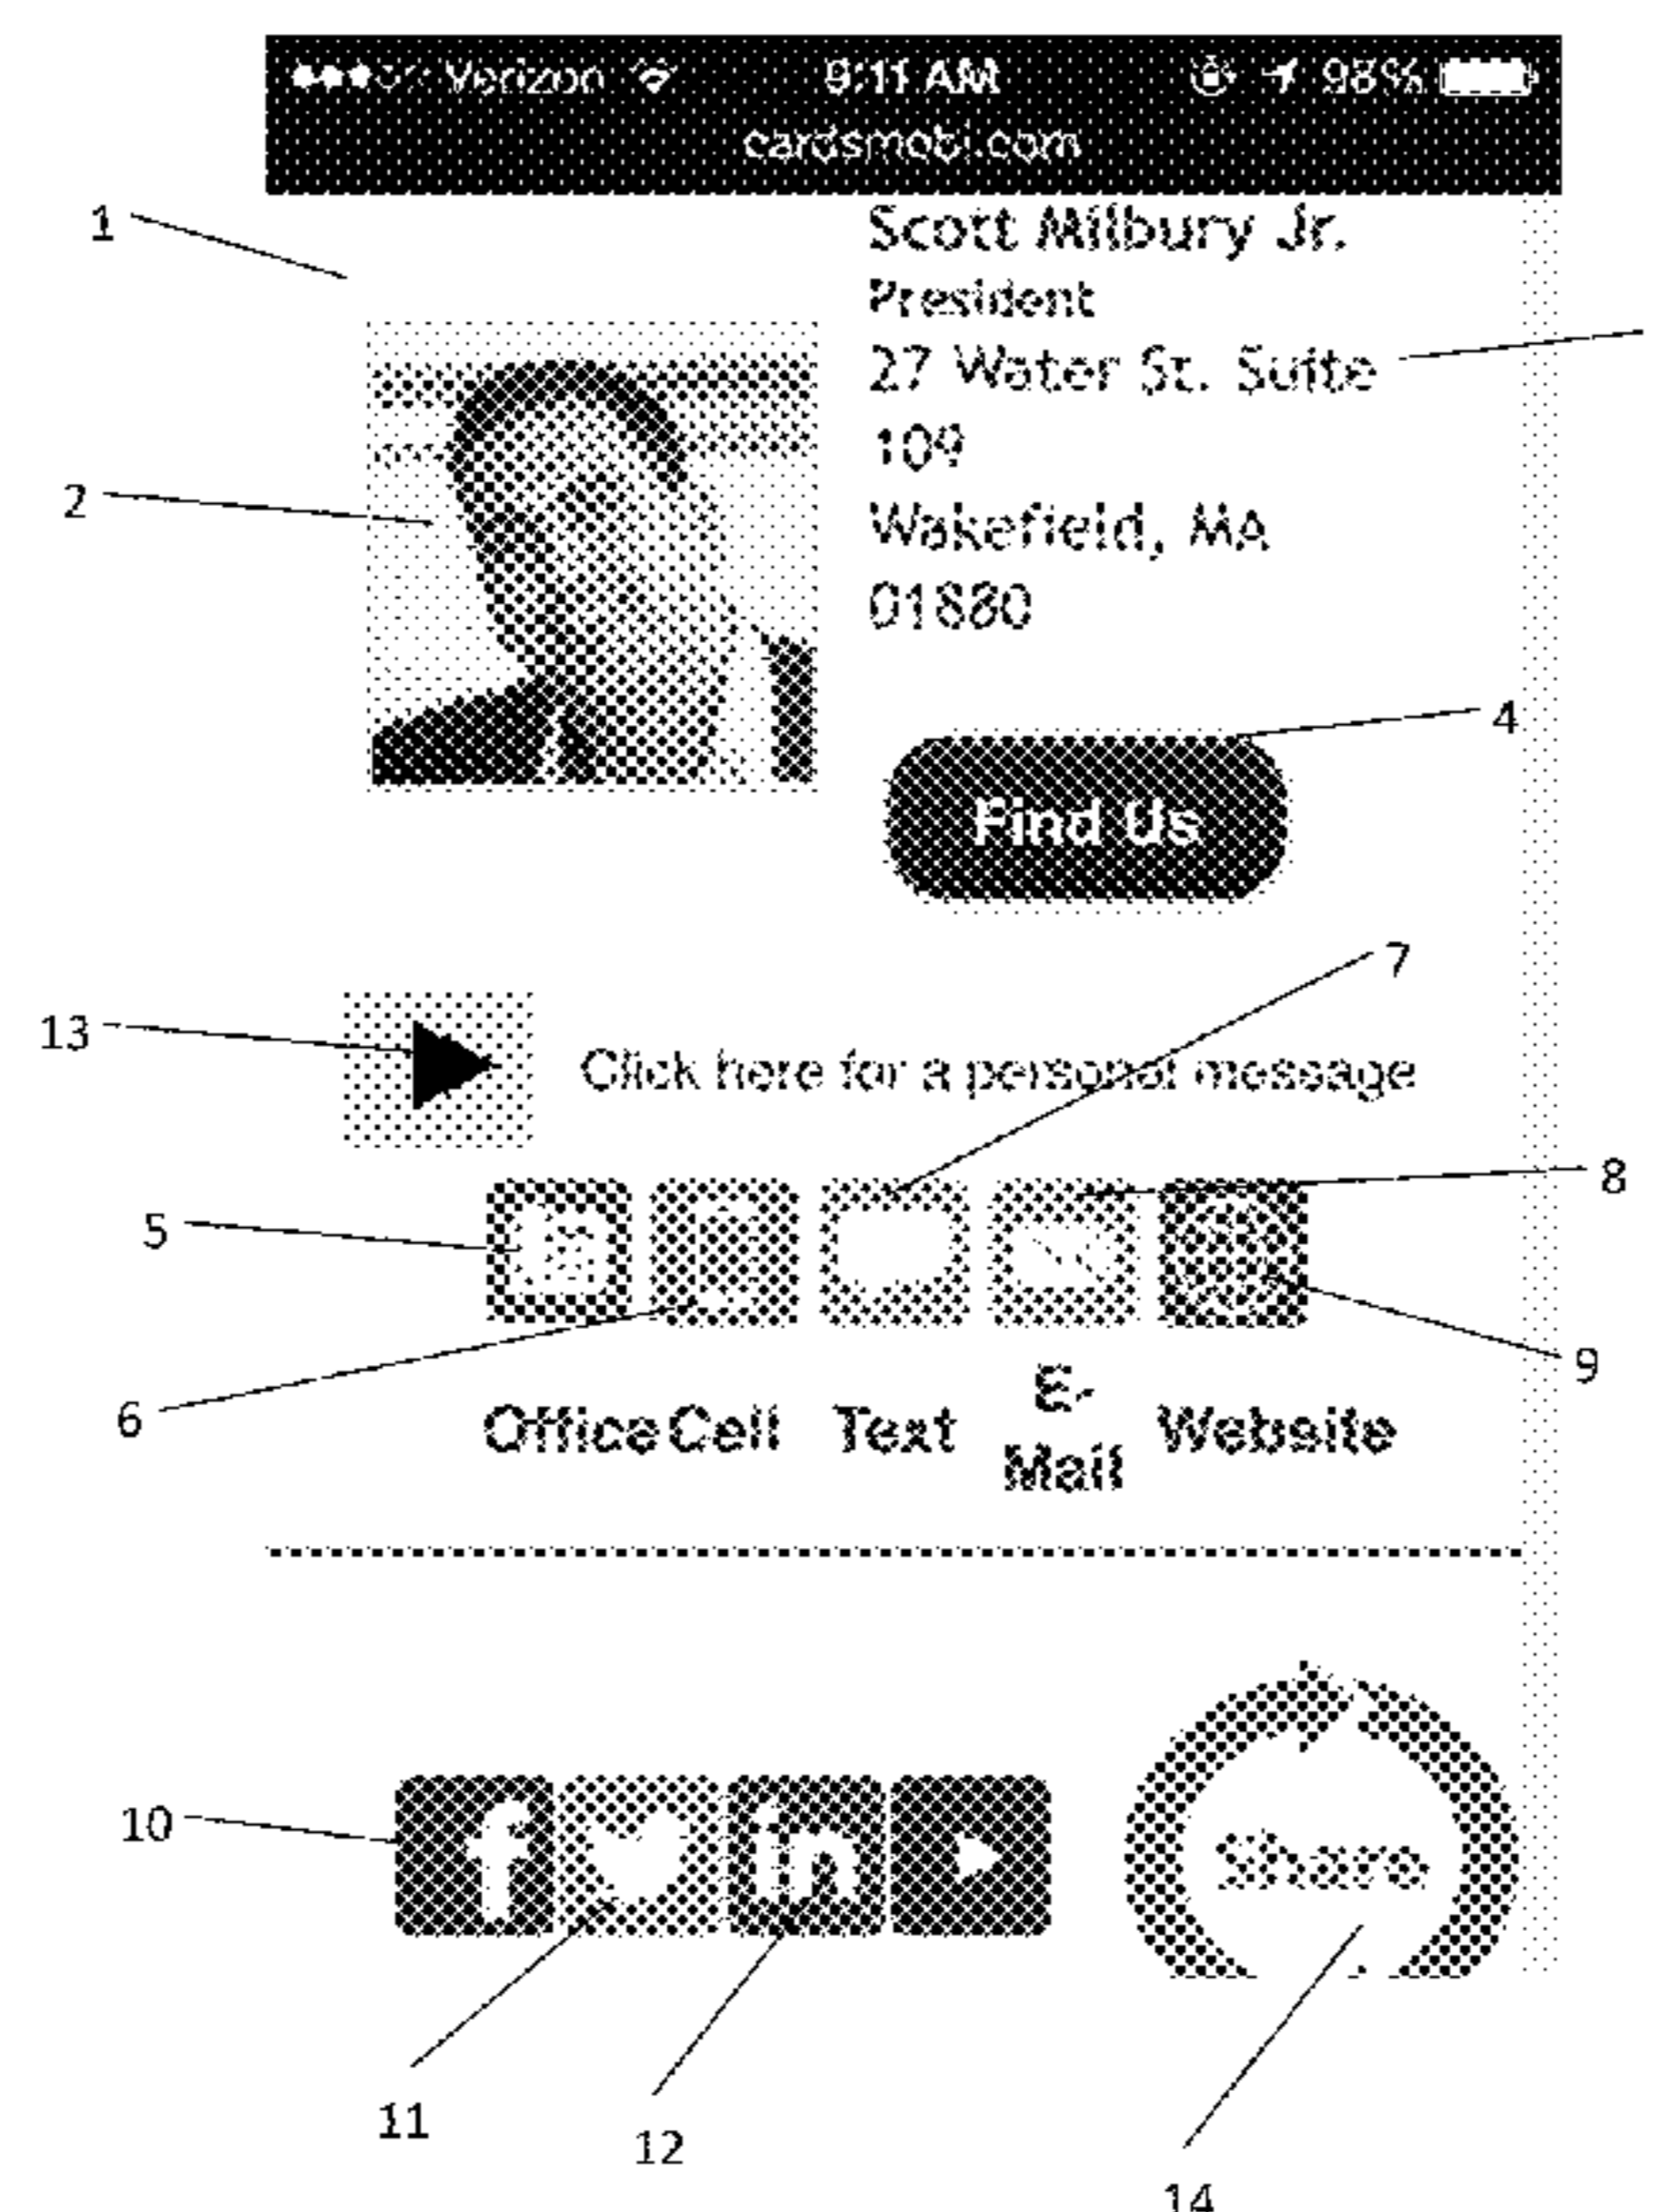 Verizon 9:11 AM 98%
cardsmobi.com
1
Scott Milbury Jr.
President
27 Water St. Suite
109
2
Wakefield, MA
01880
4
Find Us
7
13
Click here for a personal message
8
5
9
6
Office Cell Text E-
Mail Website
10
f in
Share
11
12
14